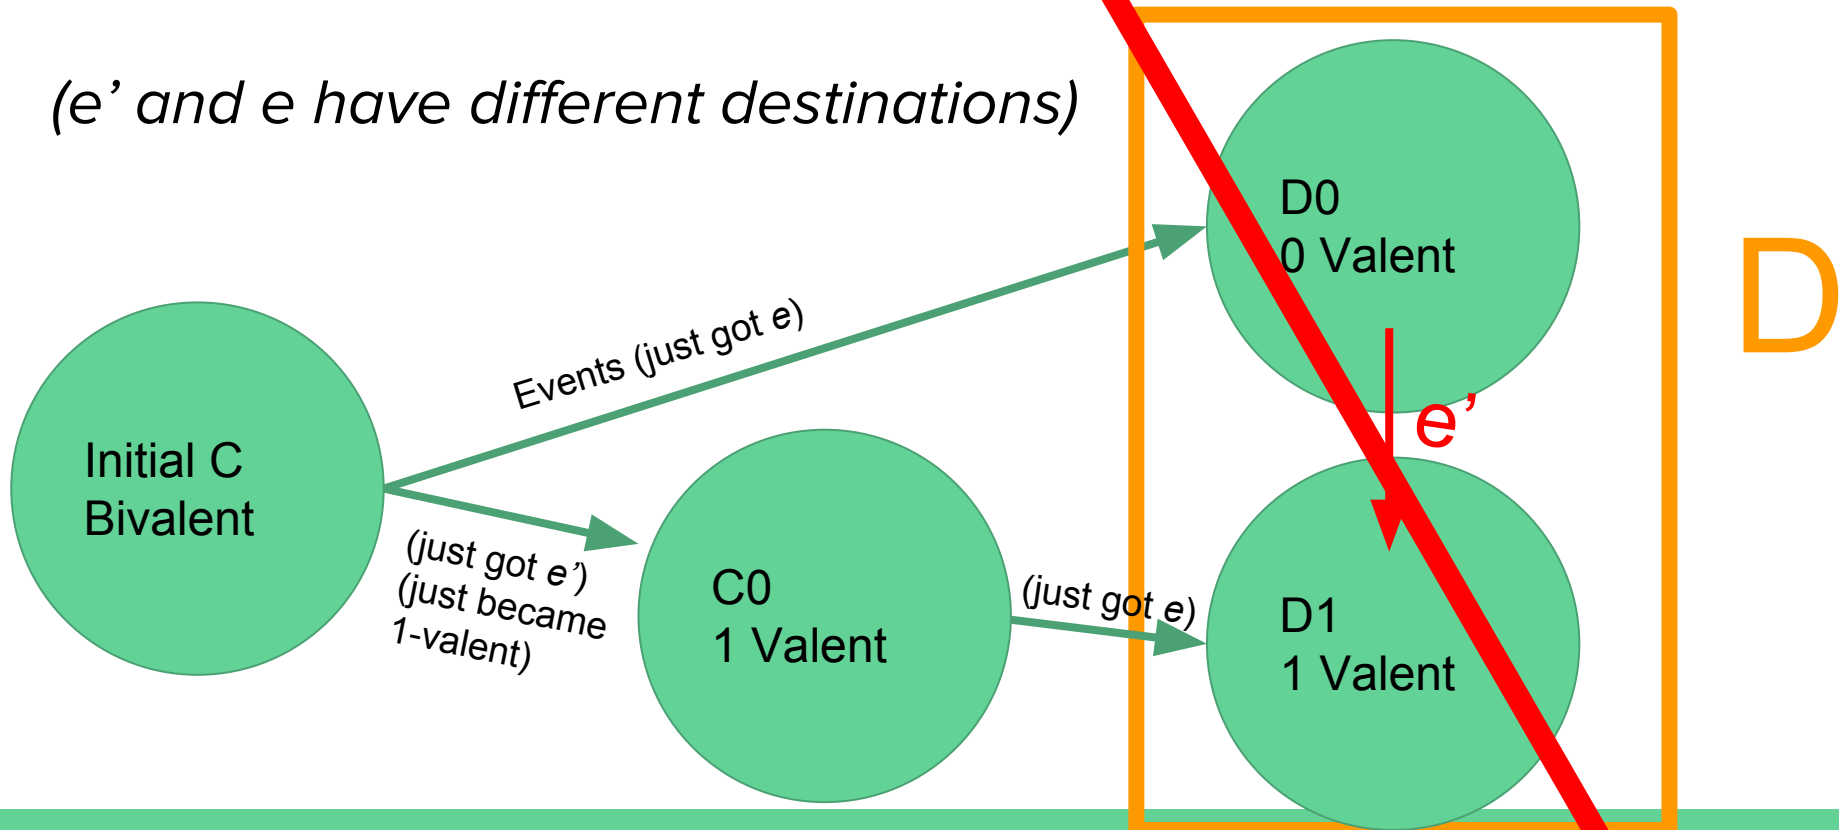 (e’ and e have different destinations)
D0
0 Valent
D
Events (just got e)
e’
Initial C
Bivalent
(just got e’)
(just became
1-valent)
C0
1 Valent
(just got e)
D1
1 Valent